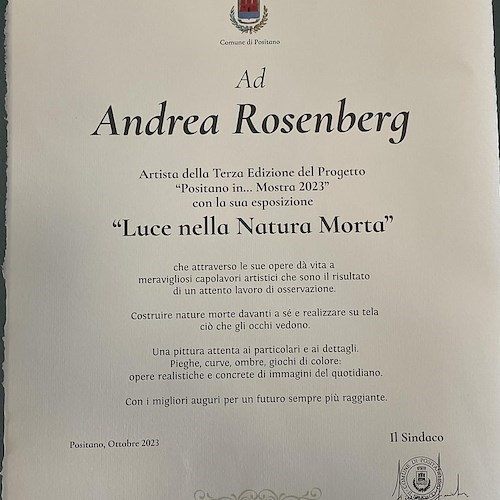 Comune di Positano
Ad
Andrea Rosenberg
Artista della Terza Edizione del Progetto
“Positano in... Mostra 2023”
con la sua esposizione
“Luce nella Natura Morta”
che attraverso le sue opere dà vita a
meravigliosi capolavori artistici che sono il risultato
di un attento lavoro di osservazione.
Costruire nature morte davanti a sé e realizzare su tela
ciò che gli occhi vedono.
Una pittura attenta ai particolari e ai dettagli.
Pieghe, curve, ombre, giochi di colore:
opere realistiche e concrete di immagini del quotidiano.
Con i migliori auguri per un futuro sempre più raggiante.
Positano, Ottobre 2023
Il Sindaco
COMUNE DI POSITANO